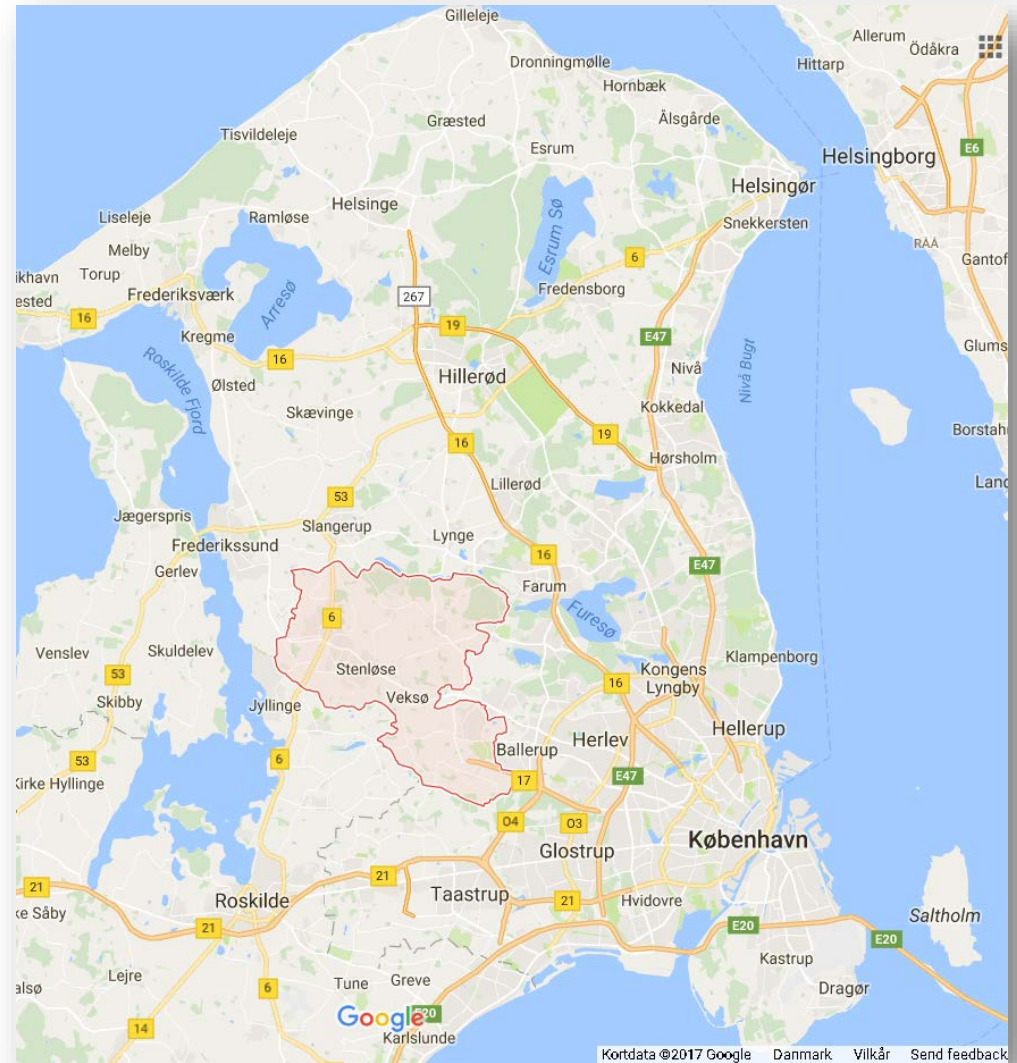 Gilleleje
Allerum
Ödåkra
Hittarp
Dronningmølle
Hornbæk
Ålsgårde
Græsted
Tisvildeleje
Esrum
E6
Helsingborg
Helsingør
Helsinge
Liseleje
Ramløse
Snekkersten
Esrum Sø
Melby
RÅÅ
6
Gantof
ikhavn
Torup
ested
Frederiksværk
Arresø
267
Fredensborg
16
19
E47
Kregme
Glums
16
Nivå Bugt
Roskilde Fjord
Ølsted
Hillerød
Nivå
Skævinge
Kokkedal
Borstah
16
19
Hørsholm
Lillerød
Land
53
Jægerspris
Slangerup
Lynge
Frederikssund
16
E47
Gerlev
Farum
6
Furesø
Venslev
Skuldelev
Stenløse
Klampenborg
53
Kongens
Lyngby
16
Skibby
Jyllinge
Veksø
Hellerup
Ballerup
Herlev
6
53
17
E47
Kirke Hyllinge
O4
O3
København
Glostrup
21
21
Taastrup
Roskilde
21
Hvidovre
ke Såby
Saltholm
21
E20
E20
Kastrup
Lejre
Tune
Greve
alsø
6
Dragør
Google
E20
14
Karlslunde
Kortdata ©2017 Google Danmark Vilkår Send feedback